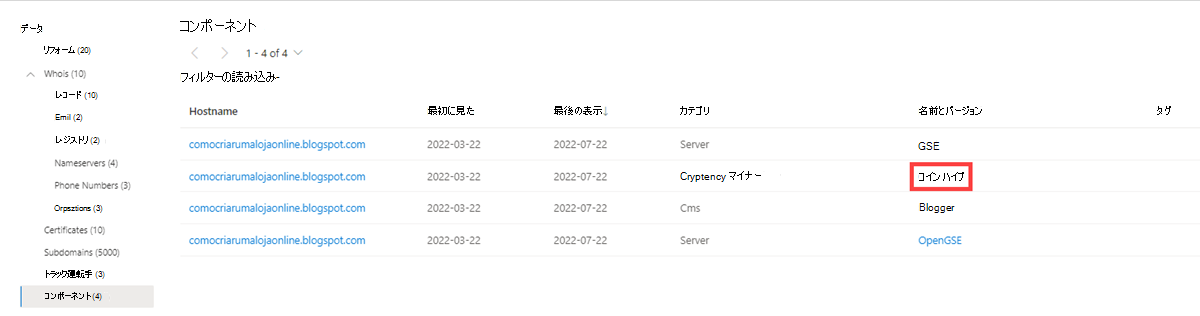 データ
リフォーム (20)
Whois (10)
レコード (10)
Emil (2)
レジストリ (2)
Nameservers (4)
Phone Numbers (3)
Orpsztions (3)
Certificates (10)
Subdomains (5000)
トラック運転手 (3)
コンポーネント(4)
コンポーネント
1 - 4 of 4
フィルターの読み込み-
Hostname 最初に見た 最後の表示↓ カテゴリ 名前とバージョン タグ
comocriarumalojaonline.blogspot.com 2022-03-22 2022-07-22 Server GSE
comocriarumalojaonline.blogspot.com 2022-03-22 2022-07-22 Cryptency マイナー コイン ハイブ
comocriarumalojaonline.blogspot.com 2022-03-22 2022-07-22 Cms Blogger
comocriarumalojaonline.blogspot.com 2022-03-22 2022-07-22 Server OpenGSE